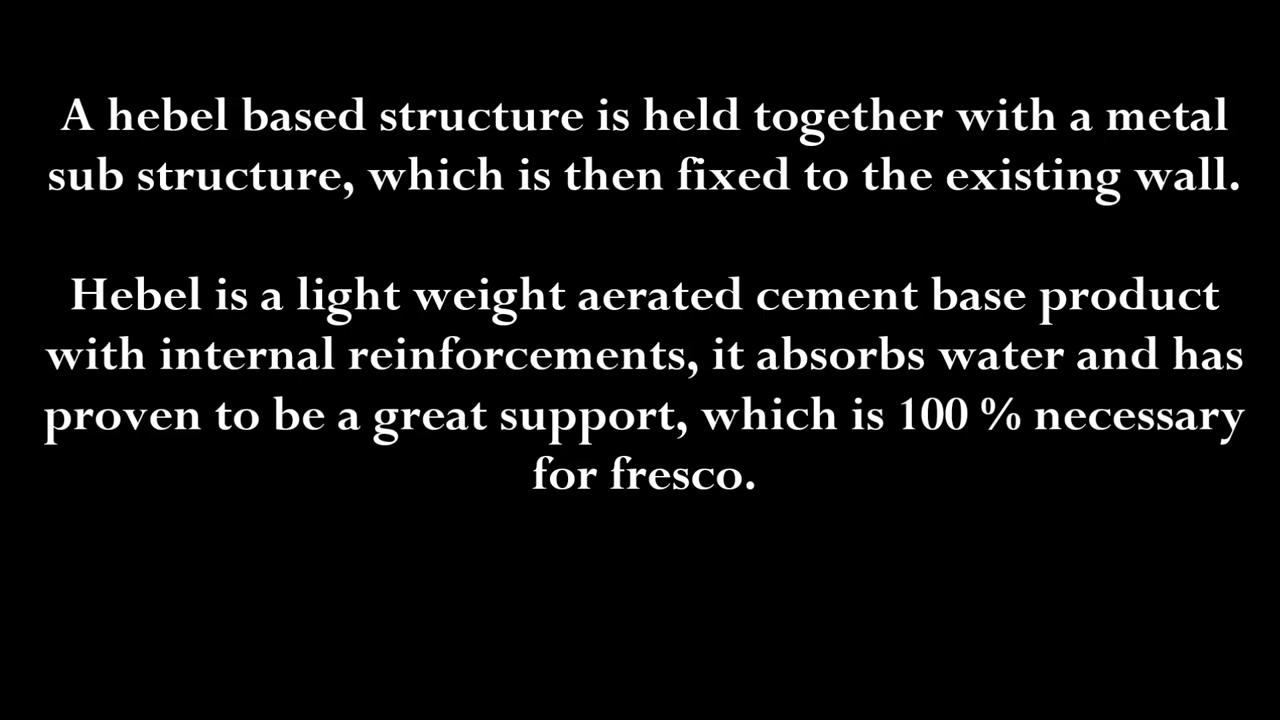 A hebel based structure is held together with a metal
sub structure, which is then fixed to the existing wall.
Hebel is a light weight aerated cement base product
with internal reinforcements, it absorbs water and has
proven to be a great support, which is 100 % necessary
for fresco.